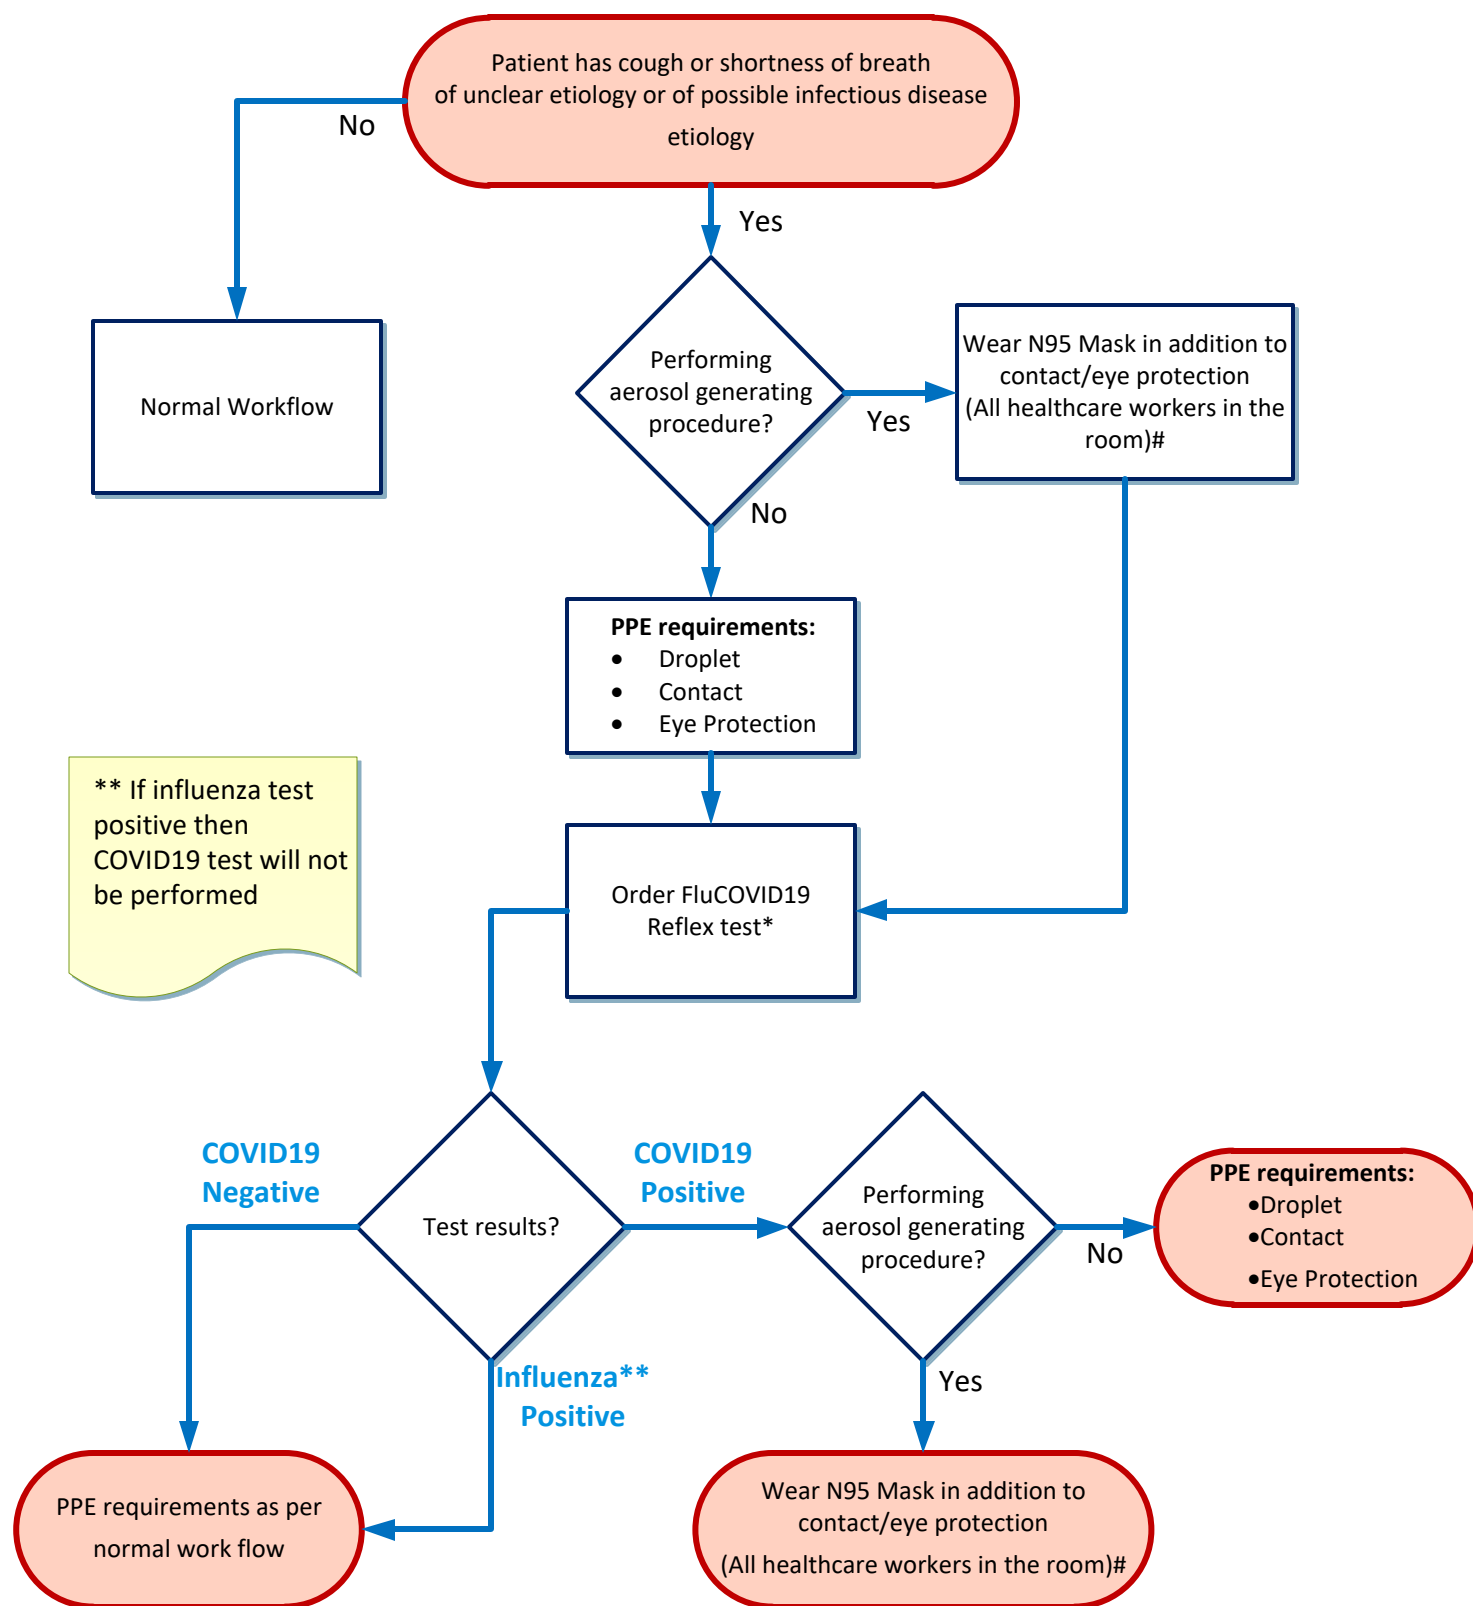 Patient has cough or shortness of breath
of unclear etiology or of possible infectious disease
etiology
No
Yes
Normal Workflow
Performing
aerosol generating
procedure?
Yes
Wear N95 Mask in addition to
contact/eye protection
(All healthcare workers in the
room)#
No
PPE requirements:
• Droplet
• Contact
• Eye Protection
** If influenza test
positive then
COVID19 test will not
be performed
Order FluCOVID19
Reflex test*
COVID19
Negative
Test results?
COVID19
Positive
Performing
aerosol generating
procedure?
No
PPE requirements:
•Droplet
•Contact
•Eye Protection
Influenza**
Positive
Yes
PPE requirements as per
normal work flow
Wear N95 Mask in addition to
contact/eye protection
(All healthcare workers in the room)#